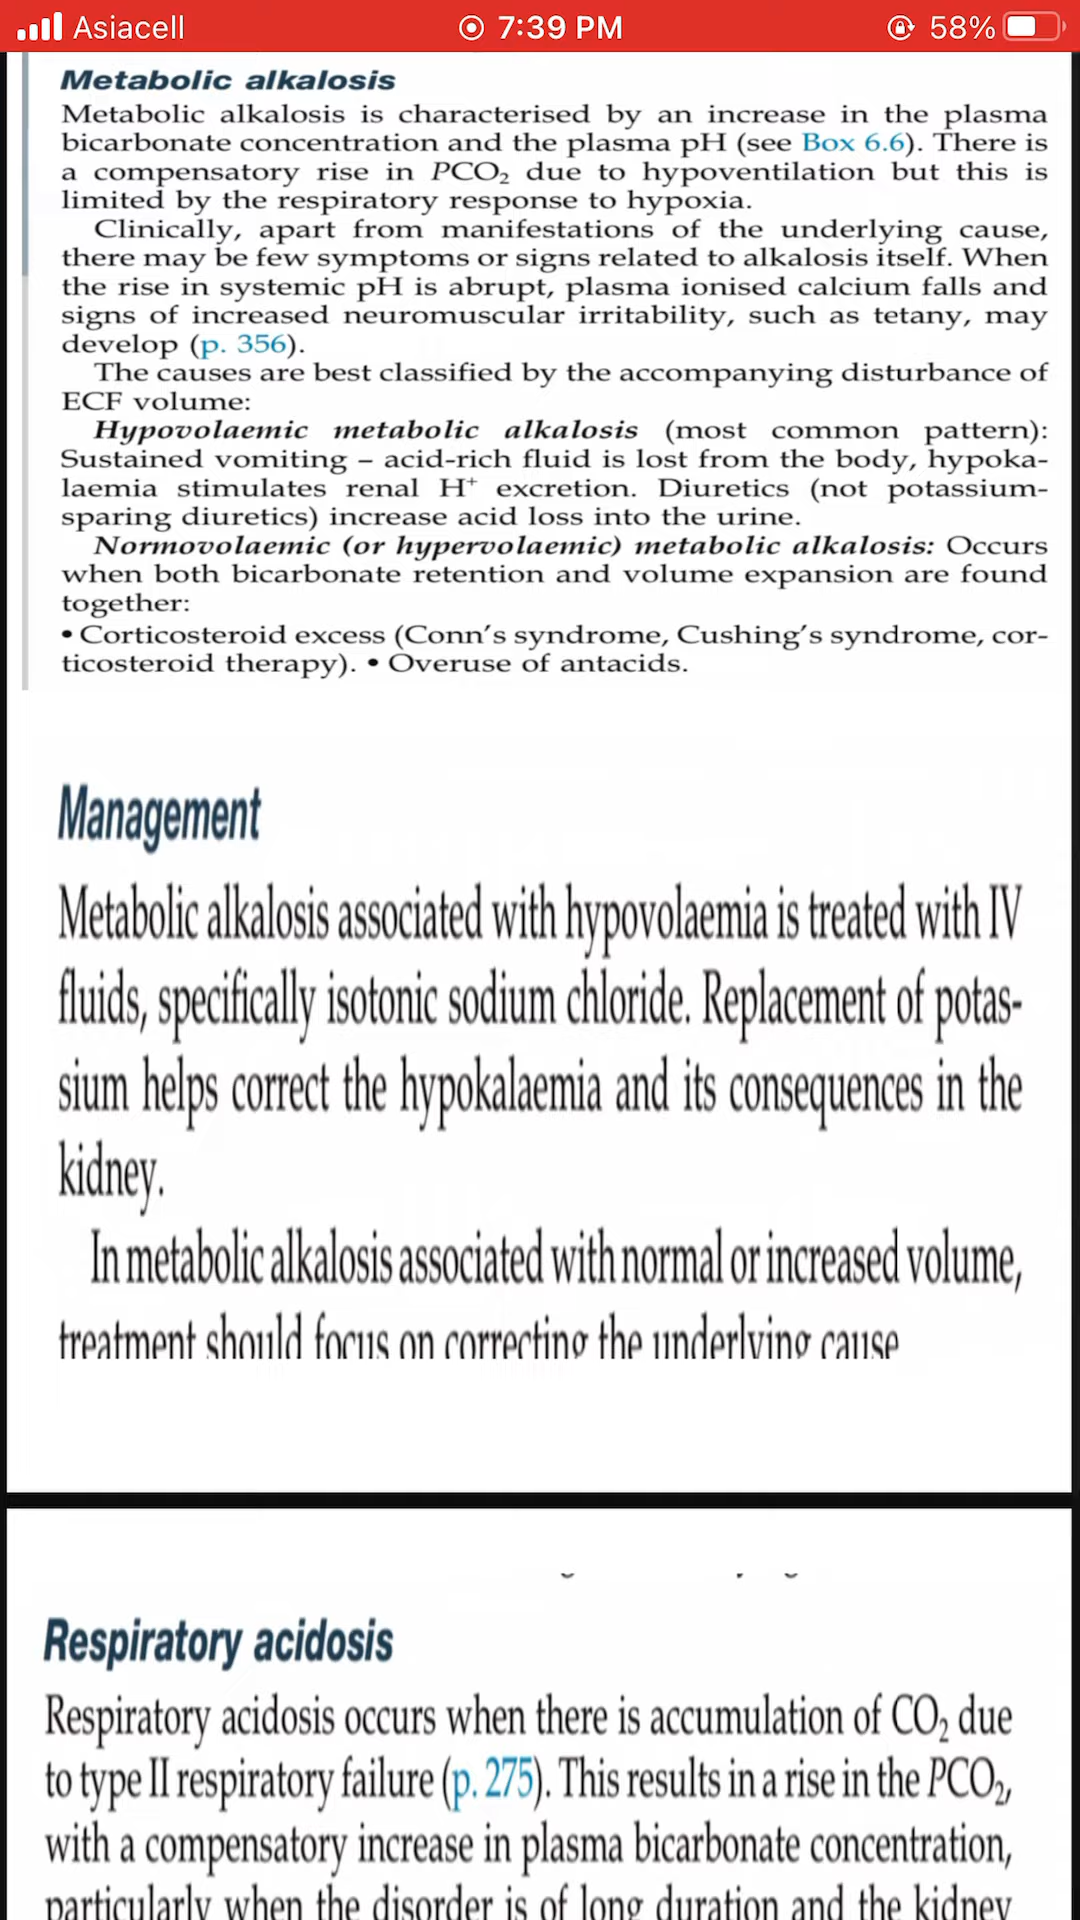 Asiacell
7:39 PM
58%
Metabolic alkalosis
Metabolic alkalosis is characterised by an increase in the plasma
bicarbonate concentration and the plasma pH (see Box 6.6). There is
a compensatory rise in PCO₂ due to hypoventilation but this is
limited by the respiratory response to hypoxia.
Clinically, apart from manifestations of the underlying cause,
there may be few symptoms or signs related to alkalosis itself. When
the rise in systemic pH is abrupt, plasma ionised calcium falls and
signs of increased neuromuscular irritability, such as tetany, may
develop (p. 356).
The causes are best classified by the accompanying disturbance of
ECF volume:
Hypovolaemic metabolic alkalosis (most common pattern):
Sustained vomiting – acid-rich fluid is lost from the body, hypoka-
laemia stimulates renal H⁺ excretion. Diuretics (not potassium-
sparing diuretics) increase acid loss into the urine.
Normovolaemic (or hypervolaemic) metabolic alkalosis: Occurs
when both bicarbonate retention and volume expansion are found
together:
• Corticosteroid excess (Conn's syndrome, Cushing's syndrome, cor-
ticosteroid therapy). • Overuse of antacids.
Management
Metabolic alkalosis associated with hypovolaemia is treated with IV
fluids, specifically isotonic sodium chloride. Replacement of potas-
sium helps correct the hypokalaemia and its consequences in the
kidney.
In metabolic alkalosis associated with normal or increased volume,
treatment should focus on correcting the underlying cause
Respiratory acidosis
Respiratory acidosis occurs when there is accumulation of CO₂ due
to type II respiratory failure (p. 275). This results in a rise in the PCO₂,
with a compensatory increase in plasma bicarbonate concentration,
particularly when the disorder is of long duration and the kidney